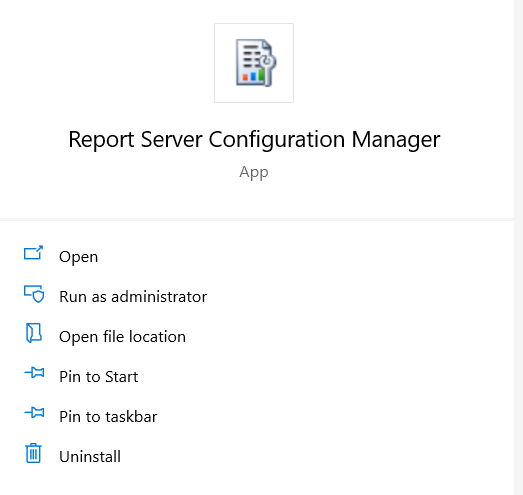 Report Server Configuration Manager
App
Open
Run as administrator
Open file location
Pin to Start
Pin to taskbar
Uninstall